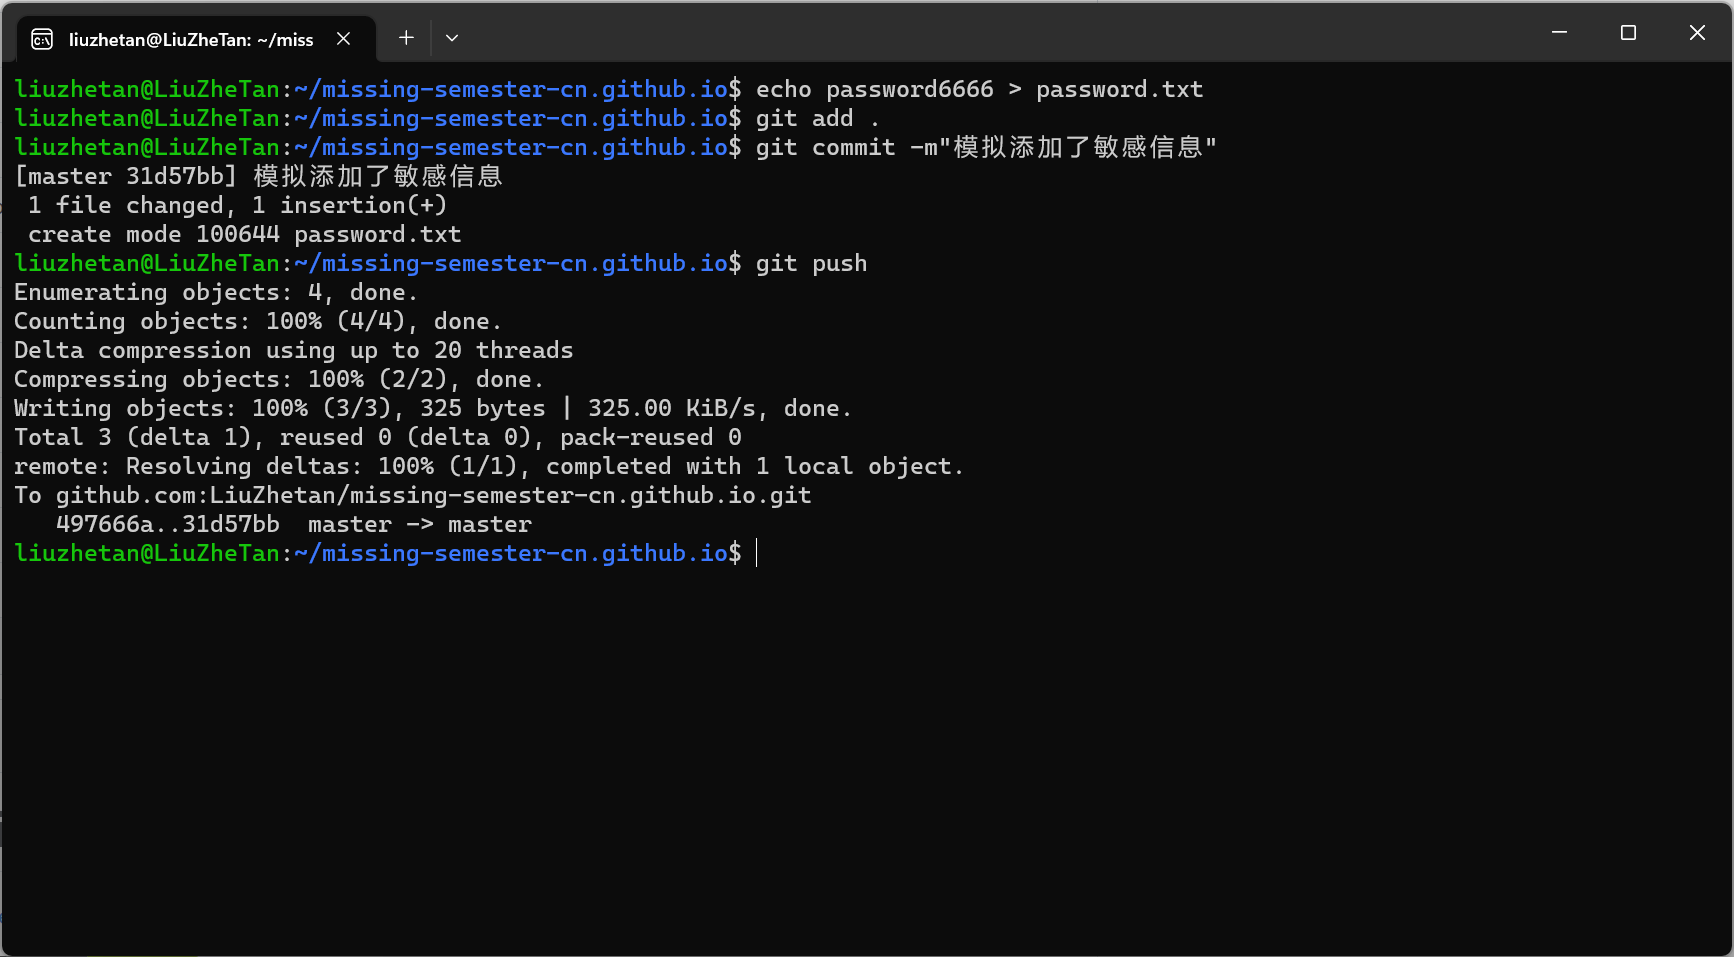 liuzhetan@LiuZheTan: ~/miss
liuzhetan@LiuZheTan:~/missing-semester-cn.github.io$ echo password6666 > password.txt
liuzhetan@LiuZheTan:~/missing-semester-cn.github.io$ git add .
liuzhetan@LiuZheTan:~/missing-semester-cn.github.io$ git commit -m"模拟添加了敏感信息"
[master 31d57bb] 模拟添加了敏感信息
 1 file changed, 1 insertion(+)
 create mode 100644 password.txt
liuzhetan@LiuZheTan:~/missing-semester-cn.github.io$ git push
Enumerating objects: 4, done.
Counting objects: 100% (4/4), done.
Delta compression using up to 20 threads
Compressing objects: 100% (2/2), done.
Writing objects: 100% (3/3), 325 bytes | 325.00 KiB/s, done.
Total 3 (delta 1), reused 0 (delta 0), pack-reused 0
remote: Resolving deltas: 100% (1/1), completed with 1 local object.
To github.com:LiuZhetan/missing-semester-cn.github.io.git
   497666a..31d57bb  master -> master
liuzhetan@LiuZheTan:~/missing-semester-cn.github.io$